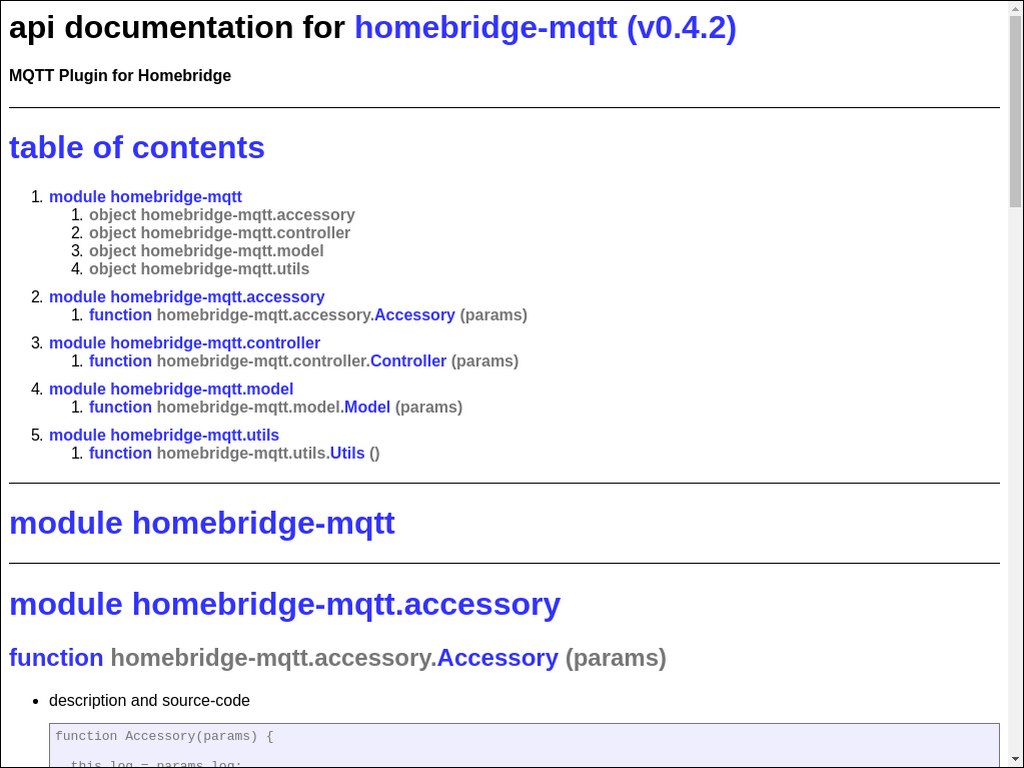 api documentation for homebridge-mqtt (v0.4.2)
MQTT Plugin for Homebridge
table of contents
1. module homebridge-mqtt
1. object homebridge-mqtt.accessory
2. object homebridge-mqtt.controller
3. object homebridge-mqtt.model
4. object homebridge-mqtt.utils
2. module homebridge-mqtt.accessory
1. function homebridge-mqtt.accessory.Accessory (params)
3. module homebridge-mqtt.controller
1. function homebridge-mqtt.controller.Controller (params)
4. module homebridge-mqtt.model
1. function homebridge-mqtt.model.Model (params)
5. module homebridge-mqtt.utils
1. function homebridge-mqtt.utils.Utils ()
module homebridge-mqtt
module homebridge-mqtt.accessory
function homebridge-mqtt.accessory.Accessory (params)
• description and source-code
function Accessory(params) {
this.log = params.log;